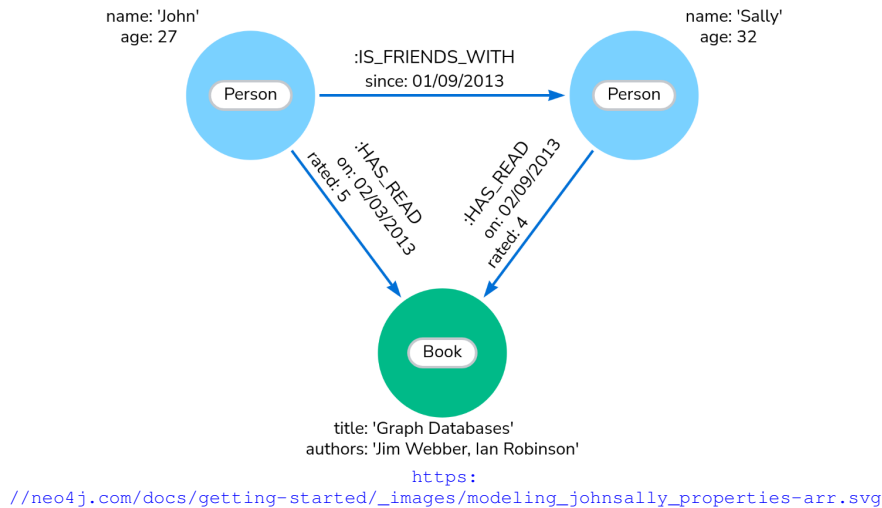 name: 'John'
age: 27
name: 'Sally'
age: 32
:IS_FRIENDS_WITH
since: 01/09/2013
Person
Person
:HAS_READ
on: 02/03/2013
rated: 5
:HAS_READ
on: 02/09/2013
rated: 4
Book
title: 'Graph Databases'
authors: 'Jim Webber, Ian Robinson'
https:
//neo4j.com/docs/getting-started/_images/modeling_johnsally_properties-arr.svg